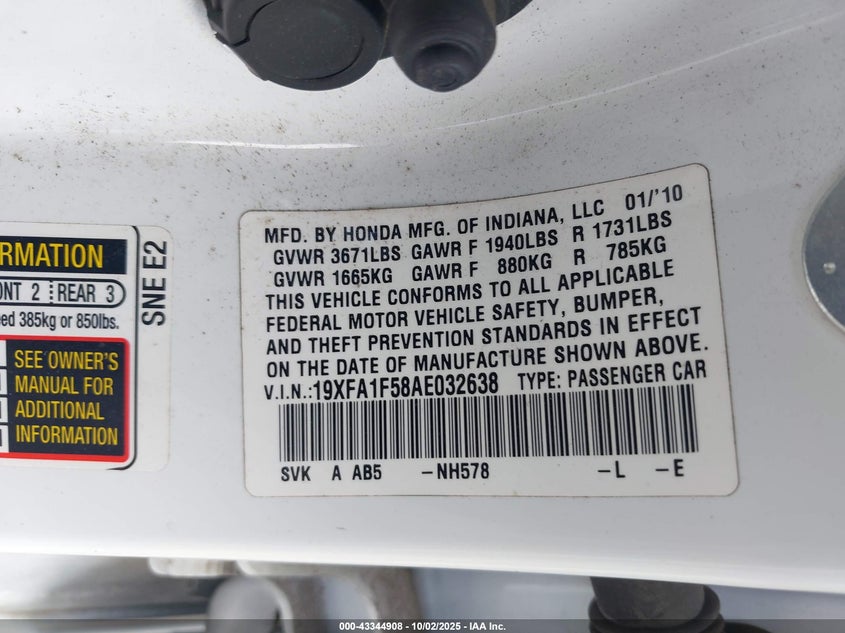 RMATION
ONT 2 REAR 3
ed 385kg or 850lbs.
SEE OWNER'S
MANUAL FOR
ADDITIONAL
INFORMATION
SNE E2
MFD. BY HONDA MFG. OF INDIANA, LLC 01/'10
GVWR 3671LBS GAWR F 1940LBS R 1731LBS
GVWR 1665KG GAWR F 880KG R 785KG
THIS VEHICLE CONFORMS TO ALL APPLICABLE
FEDERAL MOTOR VEHICLE SAFETY, BUMPER,
AND THEFT PREVENTION STANDARDS IN EFFECT
ON THE DATE OF MANUFACTURE SHOWN ABOVE.
V.I.N.:19XFA1F58AE032638 TYPE: PASSENGER CAR
SVK A AB5 -NH578 -L -E
000-43344908 - 10/02/2025 - IAA Inc.